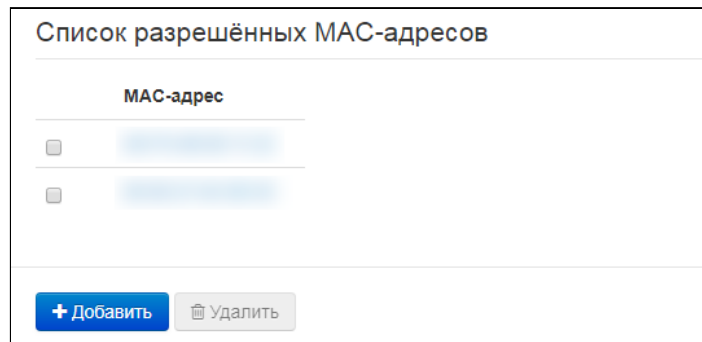 Список разрешённых MAC-адресов
MAC-адрес
Добавить
Удалить